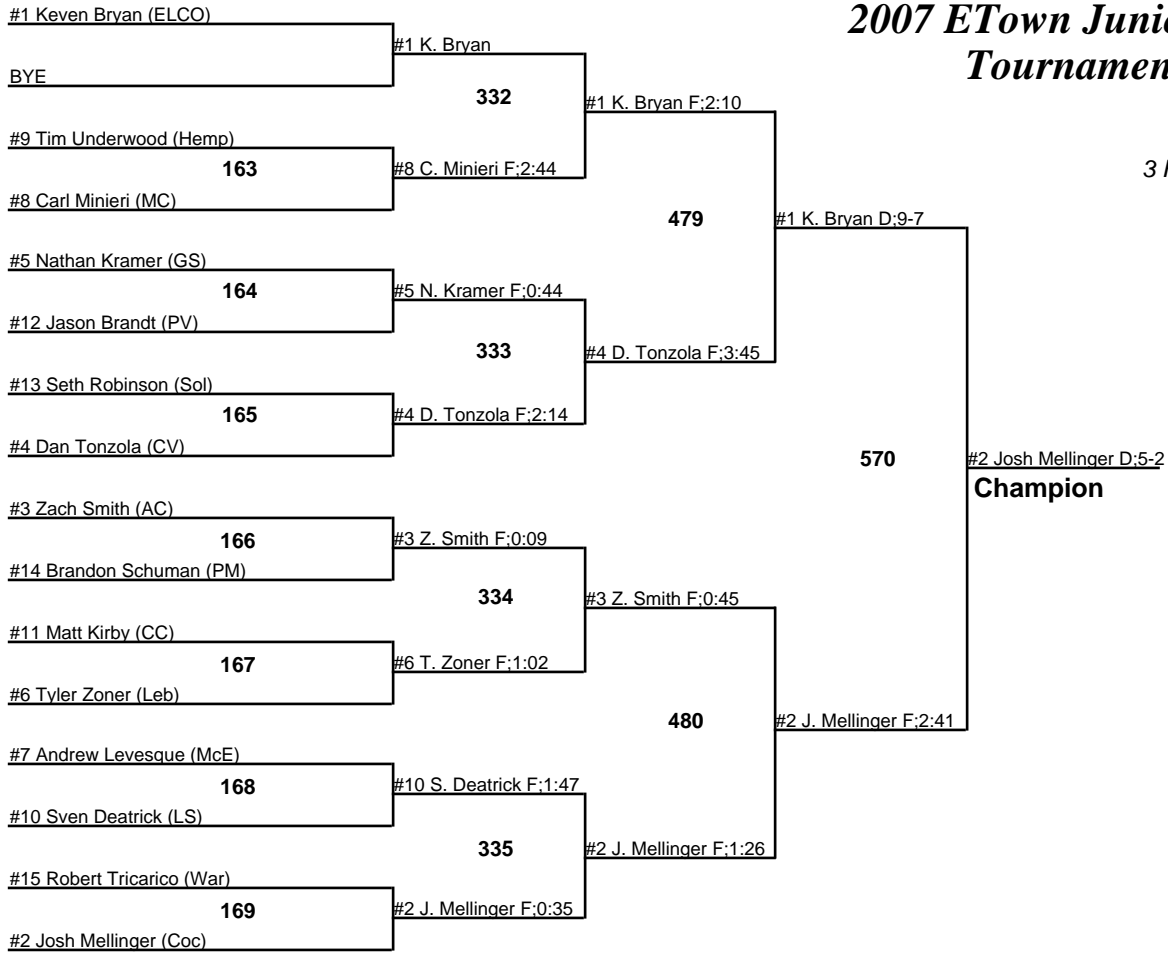 #1 Keven Bryan (ELCO)
2007 ETown Junio
Tournamen
#1 K. Bryan
BYE
332
#1 K. Bryan F;2:10
#9 Tim Underwood (Hemp)
163
#8 C. Minieri F;2:44
3
#8 Carl Minieri (MC)
479
#1 K. Bryan D;9-7
#5 Nathan Kramer (GS)
164
#5 N. Kramer F;0:44
#12 Jason Brandt (PV)
333
#4 D. Tonzola F;3:45
#13 Seth Robinson (Sol)
165
#4 D. Tonzola F;2:14
#4 Dan Tonzola (CV)
570
#2 Josh Mellinger D;5-2
Champion
#3 Zach Smith (AC)
166
#3 Z. Smith F;0:09
#14 Brandon Schuman (PM)
334
#3 Z. Smith F;0:45
#11 Matt Kirby (CC)
167
#6 T. Zoner F;1:02
#6 Tyler Zoner (Leb)
480
#2 J. Mellinger F;2:41
#7 Andrew Levesque (McE)
168
#10 S. Deatrick F;1:47
#10 Sven Deatrick (LS)
335
#2 J. Mellinger F;1:26
#15 Robert Tricarico (War)
169
#2 J. Mellinger F;0:35
#2 Josh Mellinger (Coc)